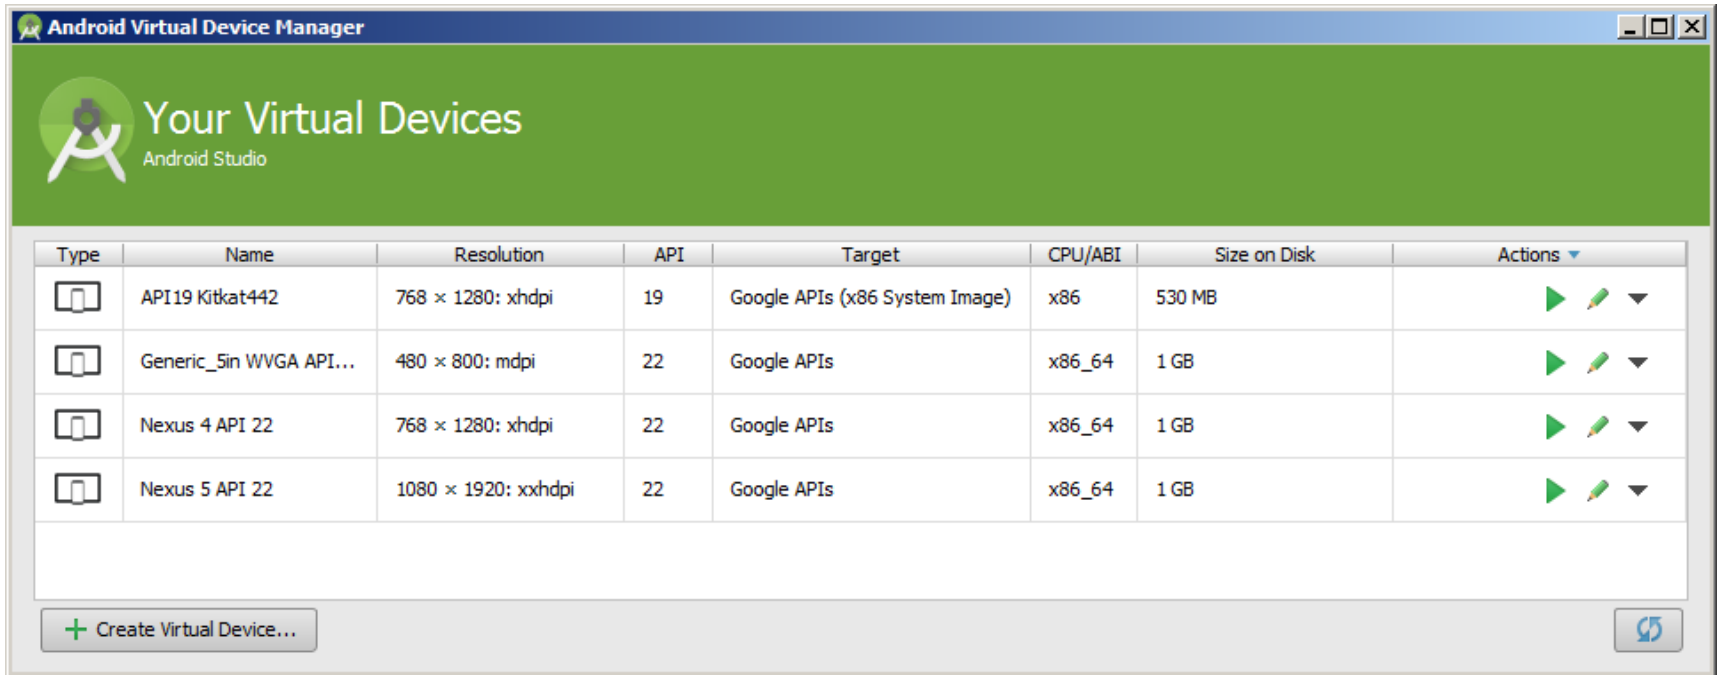 Android Virtual Device Manager
Your Virtual Devices
Android Studio
Type Name Resolution API Target CPU/ABI Size on Disk Actions
API19 Kitkat442 768 × 1280: xhdpi 19 Google APIs (x86 System Image) x86 530 MB
Generic_5in WVGA API... 480 × 800: mdpi 22 Google APIs x86_64 1 GB
Nexus 4 API 22 768 × 1280: xhdpi 22 Google APIs x86_64 1 GB
Nexus 5 API 22 1080 × 1920: xxhdpi 22 Google APIs x86_64 1 GB
Create Virtual Device...